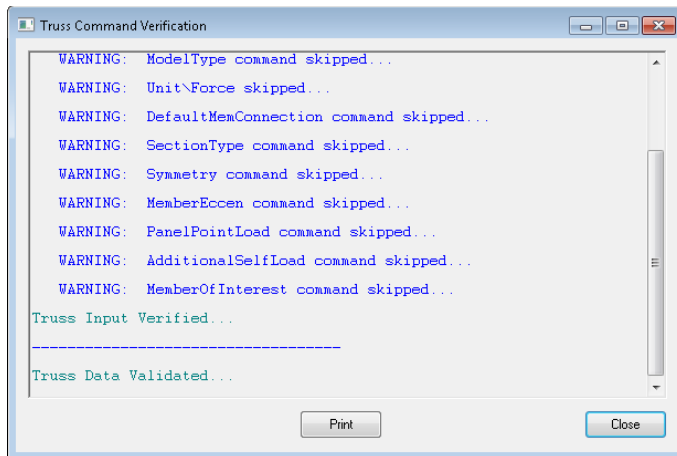 Truss Command Verification
WARNING: ModelType command skipped...
WARNING: Unit\Force skipped...
WARNING: DefaultMemConnection command skipped...
WARNING: SectionType command skipped...
WARNING: Symmetry command skipped...
WARNING: MemberEccen command skipped...
WARNING: PanelPointLoad command skipped...
WARNING: AdditionalSelfLoad command skipped...
WARNING: MemberOfInterest command skipped...
Truss Input Verified...
-----------------------------------
Truss Data Validated...
Print
Close